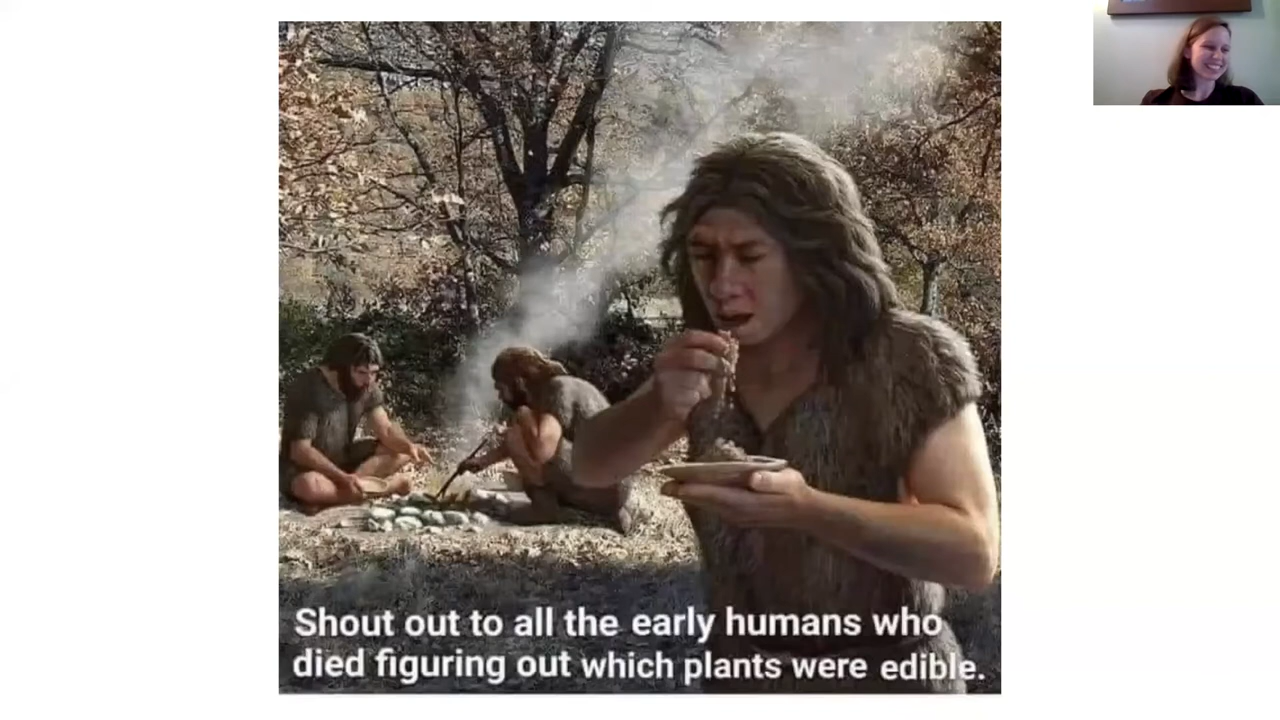 Shout out to all the early humans who
died figuring out which plants were edible.